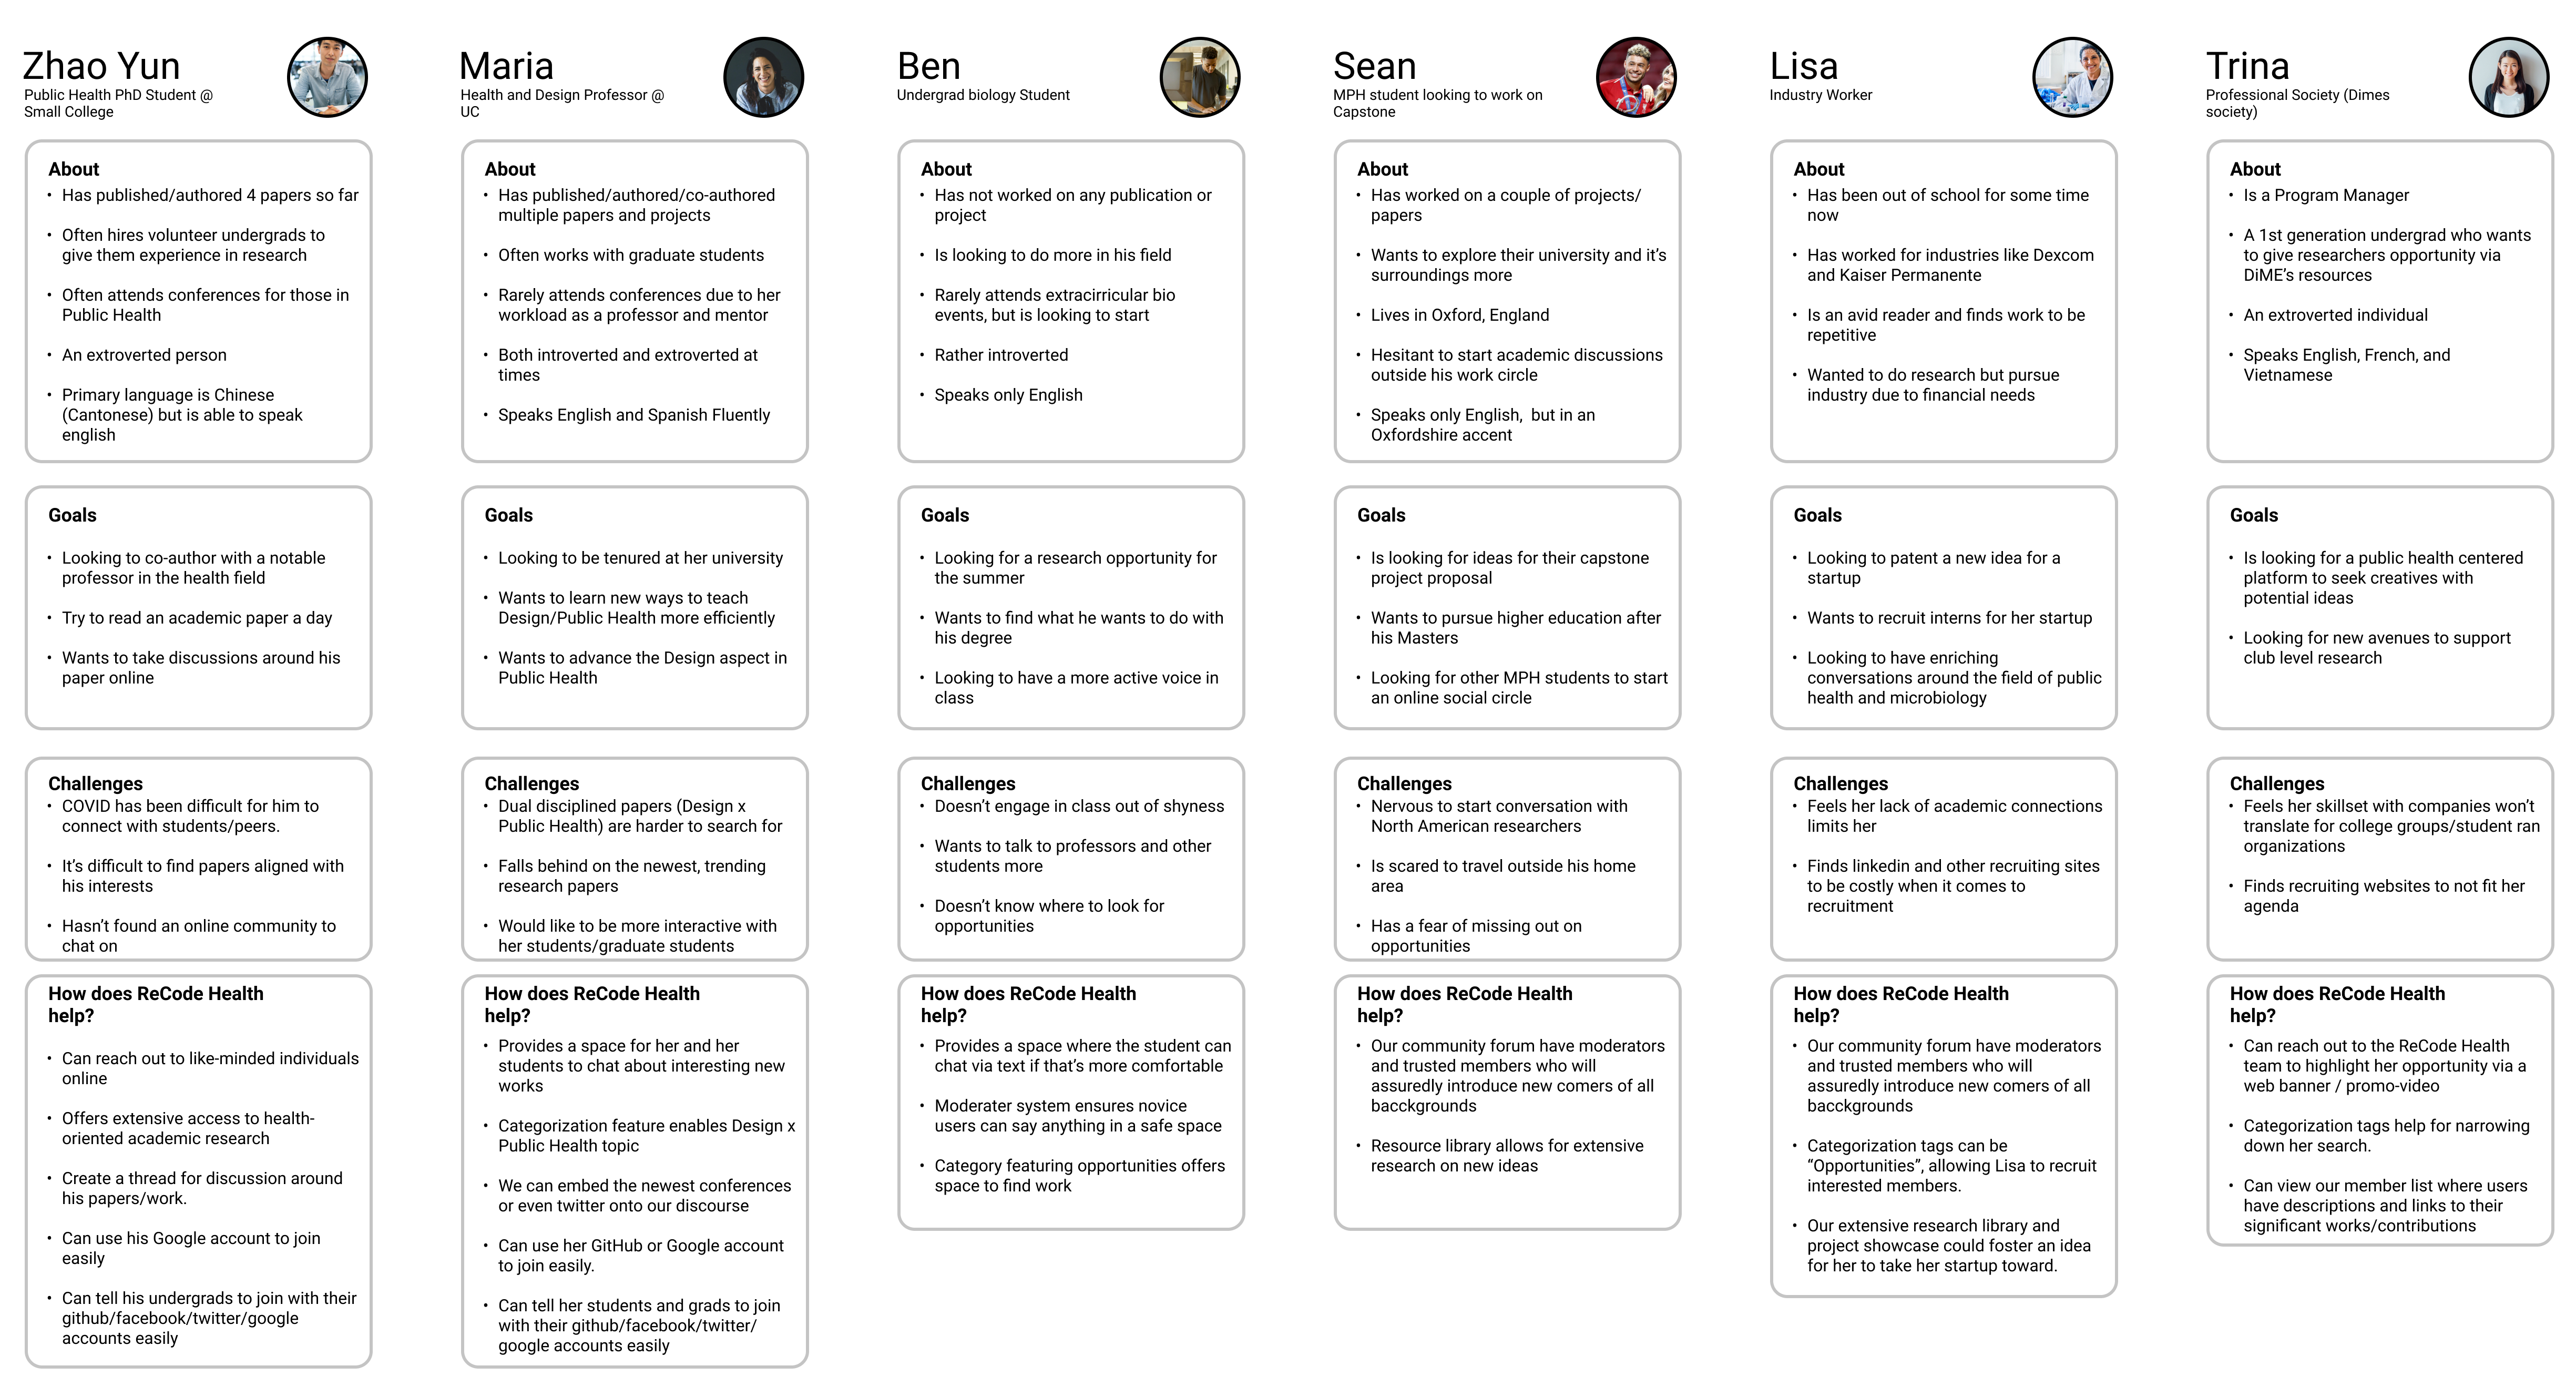 Zhao Yun
Public Health PhD Student @
Small College
About
• Has published/authored 4 papers so far
• Often hires volunteer undergrads to
give them experience in research
• Often attends conferences for those in
Public Health
• An extroverted person
• Primary language is Chinese
(Cantonese) but is able to speak
english
Goals
• Looking to co-author with a notable
professor in the health field
• Try to read an academic paper a day
• Wants to take discussions around his
paper online
Challenges
• COVID has been difficult for him to
connect with students/peers.
• It’s difficult to find papers aligned with
his interests
• Hasn’t found an online community to
chat on
How does ReCode Health
help?
• Can reach out to like-minded individuals
online
• Offers extensive access to health-
oriented academic research
• Create a thread for discussion around
his papers/work.
• Can use his Google account to join
easily
• Can tell his undergrads to join with their
github/facebook/twitter/google
accounts easily
Maria
Health and Design Professor @
UC
About
• Has published/authored/co-authored
multiple papers and projects
• Often works with graduate students
• Rarely attends conferences due to her
workload as a professor and mentor
• Both introverted and extroverted at
times
• Speaks English and Spanish Fluently
Goals
• Looking to be tenured at her university
• Wants to learn new ways to teach
Design/Public Health more efficiently
• Wants to advance the Design aspect in
Public Health
Challenges
• Dual disciplined papers (Design x
Public Health) are harder to search for
• Falls behind on the newest, trending
research papers
• Would like to be more interactive with
her students/graduate students
How does ReCode Health
help?
• Provides a space for her and her
students to chat about interesting new
works
• Categorization feature enables Design x
Public Health topic
• We can embed the newest conferences
or even twitter onto our discourse
• Can use her GitHub or Google account
to join easily.
• Can tell her students and grads to join
with their github/facebook/twitter/
google accounts easily
Ben
Undergrad biology Student
About
• Has not worked on any publication or
project
• Is looking to do more in his field
• Rarely attends extracirricular bio
events, but is looking to start
• Rather introverted
• Speaks only English
Goals
• Looking for a research opportunity for
the summer
• Wants to find what he wants to do with
his degree
• Looking to have a more active voice in
class
Challenges
• Doesn’t engage in class out of shyness
• Wants to talk to professors and other
students more
• Doesn’t know where to look for
opportunities
How does ReCode Health
help?
• Provides a space where the student can
chat via text if that’s more comfortable
• Moderater system ensures novice
users can say anything in a safe space
• Category featuring opportunities offers
space to find work
Sean
MPH student looking to work on
Capstone
About
• Has worked on a couple of projects/
papers
• Wants to explore their university and it’s
surroundings more
• Lives in Oxford, England
• Hesitant to start academic discussions
outside his work circle
• Speaks only English, but in an
Oxfordshire accent
Goals
• Is looking for ideas for their capstone
project proposal
• Wants to pursue higher education after
his Masters
• Looking for other MPH students to start
an online social circle
Challenges
• Nervous to start conversation with
North American researchers
• Is scared to travel outside his home
area
• Has a fear of missing out on
opportunities
How does ReCode Health
help?
• Our community forum have moderators
and trusted members who will
assuredly introduce new comers of all
bacckgrounds
• Resource library allows for extensive
research on new ideas
Lisa
Industry Worker
About
• Has been out of school for some time
now
• Has worked for industries like Dexcom
and Kaiser Permanente
• Is an avid reader and finds work to be
repetitive
• Wanted to do research but pursue
industry due to financial needs
Goals
• Looking to patent a new idea for a
startup
• Wants to recruit interns for her startup
• Looking to have enriching
conversations around the field of public
health and microbiology
Challenges
• Feels her lack of academic connections
limits her
• Finds linkedin and other recruiting sites
to be costly when it comes to
recruitment
How does ReCode Health
help?
• Our community forum have moderators
and trusted members who will
assuredly introduce new comers of all
bacckgrounds
• Categorization tags can be
“Opportunities”, allowing Lisa to recruit
interested members.
• Our extensive research library and
project showcase could foster an idea
for her to take her startup toward.
Trina
Professional Society (Dimes
society)
About
• Is a Program Manager
• A 1st generation undergrad who wants
to give researchers opportunity via
DiME’s resources
• An extroverted individual
• Speaks English, French, and
Vietnamese
Goals
• Is looking for a public health centered
platform to seek creatives with
potential ideas
• Looking for new avenues to support
club level research
Challenges
• Feels her skillset with companies won’t
translate for college groups/student ran
organizations
• Finds recruiting websites to not fit her
agenda
How does ReCode Health
help?
• Can reach out to the ReCode Health
team to highlight her opportunity via a
web banner / promo-video
• Categorization tags help for narrowing
down her search.
• Can view our member list where users
have descriptions and links to their
significant works/contributions